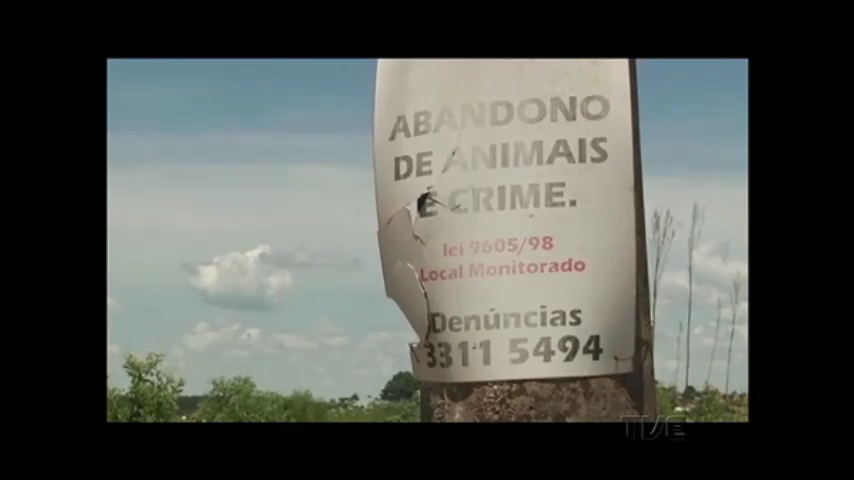 ABANDONO
DE ANIMAIS
É CRIME.
lei 9605/98
Local Monitorado
Denúncias
3311 5494
TVE